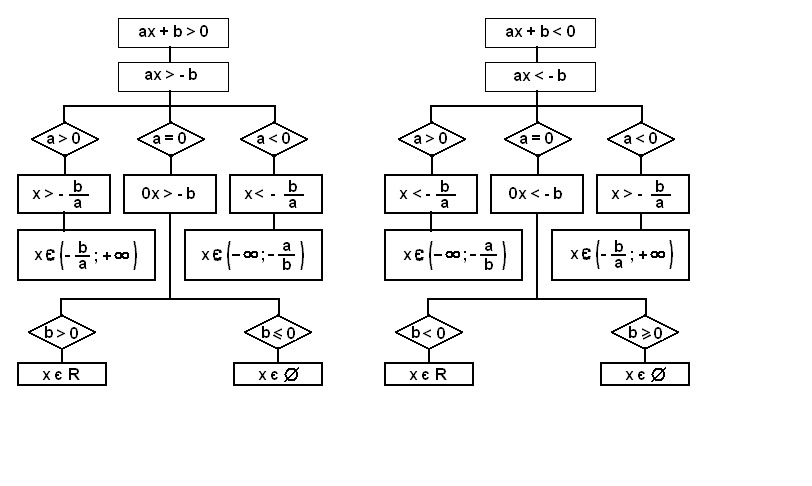 ax + b > 0
ax > - b
a > 0 a = 0 a < 0
x > - b/a 0x > - b x < - b/a
x є (- b/a ; + ∞) x є (- ∞ ; - a/b)
b > 0 b ⩽ 0
x є R x є Ø
ax + b < 0
ax < - b
a > 0 a = 0 a < 0
x < - b/a 0x < - b x > - b/a
x є (- ∞ ; - a/b) x є (- b/a ; + ∞)
b < 0 b ⩾ 0
x є R x є Ø